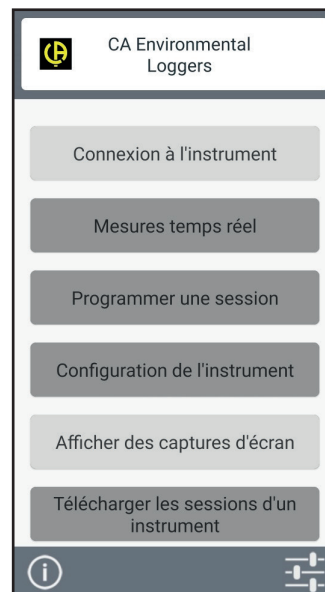 CA Environmental
Loggers
Connexion à l'instrument
Mesures temps réel
Programmer une session
Configuration de l'instrument
Afficher des captures d'écran
Télécharger les sessions d'un
instrument